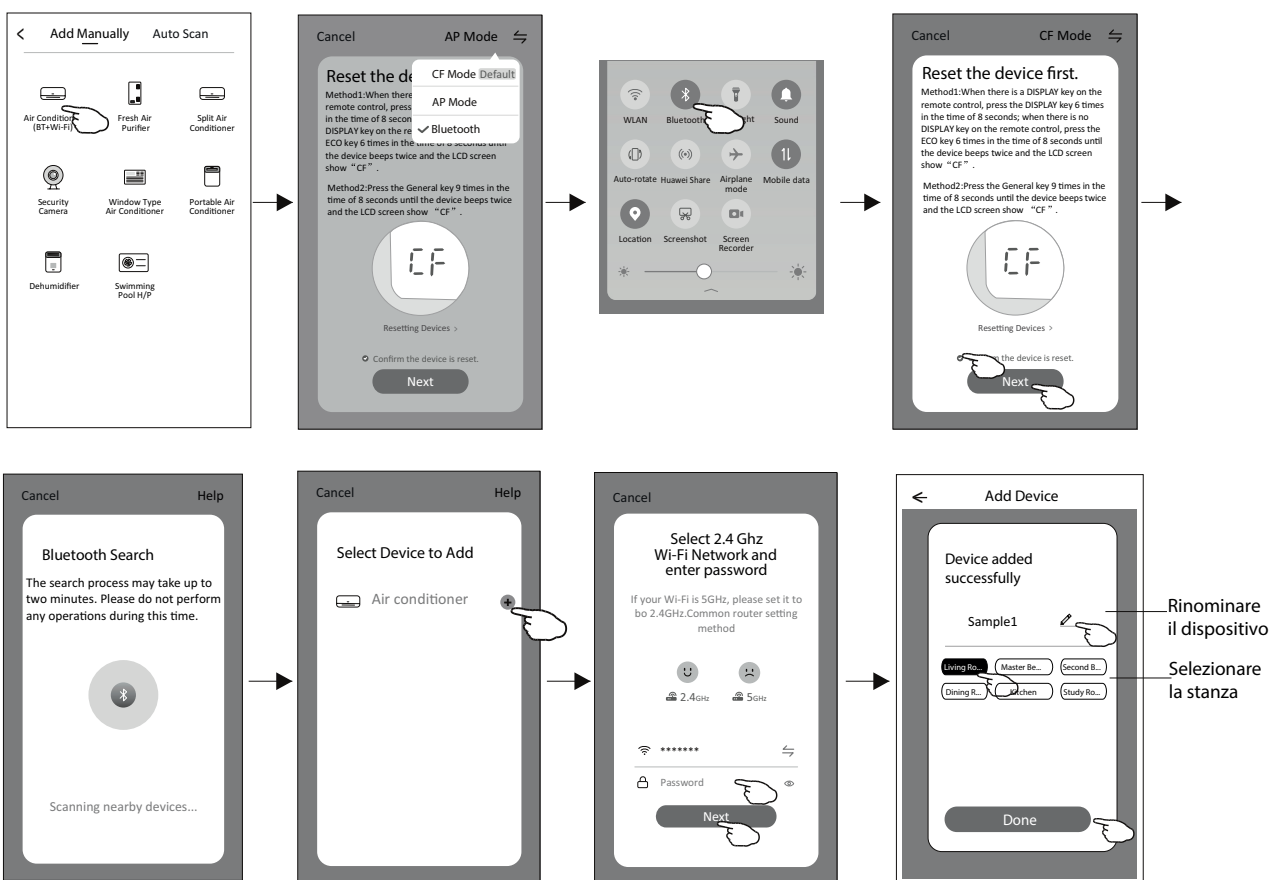 Add Manually Auto Scan
Air Condition
(BT+Wi-Fi)
Fresh Air
Purifier
Split Air
Conditioner
Security
Camera
Window Type
Air Conditioner
Portable Air
Conditioner
Dehumidifier
Swimming
Pool H/P
Cancel AP Mode
CF Mode Default
AP Mode
Bluetooth
Reset the de
Method1:When there
remote control, press
in the time of 8 secon
DISPLAY key on the re
ECO key 6 times in the time of 8 seconds until
the device beeps twice and the LCD screen
show “CF”.
Method2:Press the General key 9 times in the
time of 8 seconds until the device beeps twice
and the LCD screen show “CF”.
CF
Resetting Devices >
Confirm the device is reset.
Next
WLAN Bluetooth ht Sound
Auto-rotate Huawei Share Airplane
mode Mobile data
Location Screenshot Screen
Recorder
Cancel CF Mode
Reset the device first.
Method1:When there is a DISPLAY key on the
remote control, press the DISPLAY key 6 times
in the time of 8 seconds; when there is no
DISPLAY key on the remote control, press the
ECO key 6 times in the time of 8 seconds until
the device beeps twice and the LCD screen
show “CF”.
Method2:Press the General key 9 times in the
time of 8 seconds until the device beeps twice
and the LCD screen show “CF”.
CF
Resetting Devices >
the device is reset.
Next
Cancel Help
Bluetooth Search
The search process may take up to
two minutes. Please do not perform
any operations during this time.
Scanning nearby devices...
Cancel Help
Select Device to Add
Air conditioner
Cancel
Select 2.4 Ghz
Wi-Fi Network and
enter password
If your Wi-Fi is 5GHz, please set it to
bo 2.4GHz.Common router setting
method
2.4GHz 5GHz
*******
Password
Next
Add Device
Device added
successfully
Sample1
Living Ro... Master Be... Second B...
Dining R... Kitchen Study Ro...
Done
Rinominare
il dispositivo
Selezionare
la stanza